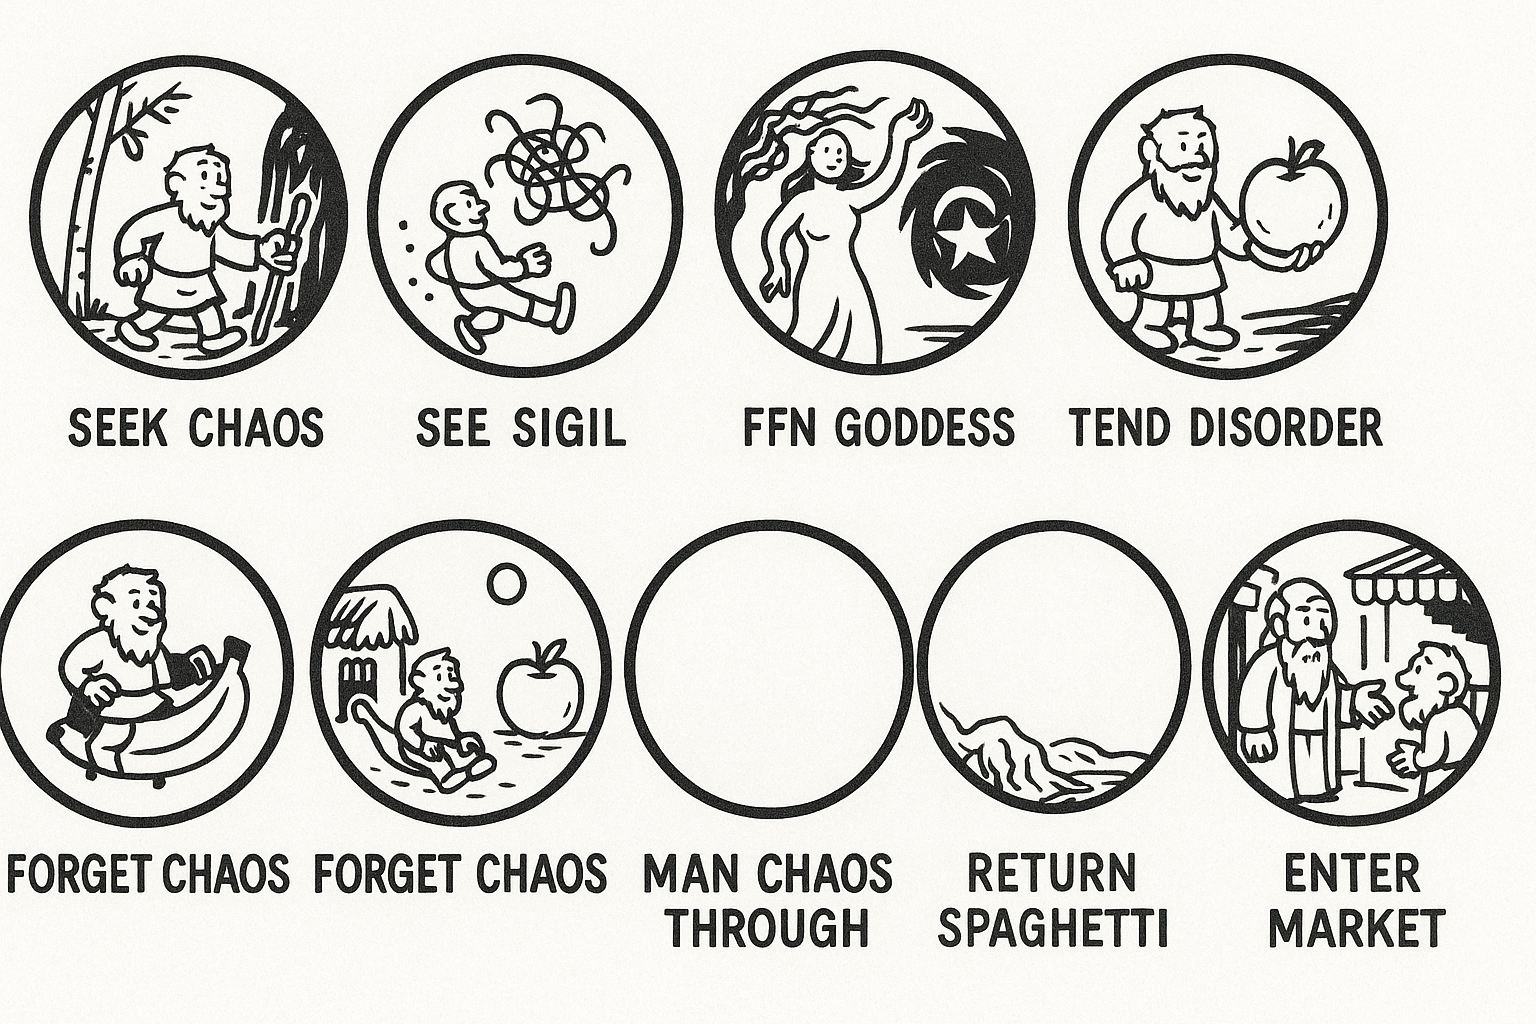 SEEK CHAOS
SEE SIGIL
FFN GODDESS
TEND DISORDER
FORGET CHAOS
FORGET CHAOS
MAN CHAOS
THROUGH
RETURN
SPAGHETTI
ENTER
MARKET